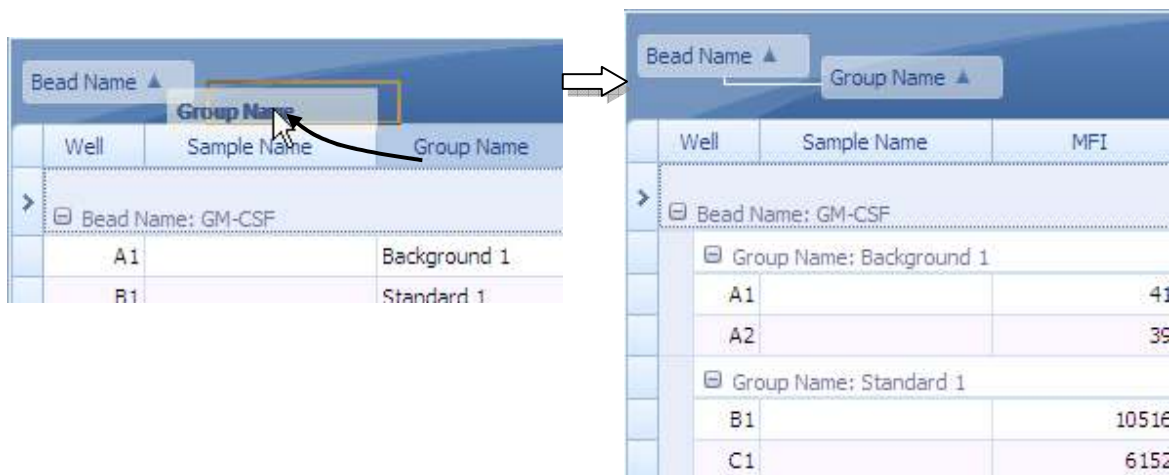 Bead Name
Group Name
Well Sample Name Group Name
Bead Name: GM-CSF
A1 Background 1
B1 Standard 1
Bead Name
Group Name
Well Sample Name MFI
Bead Name: GM-CSF
Group Name: Background 1
A1 41
A2 39
Group Name: Standard 1
B1 10516
C1 6152